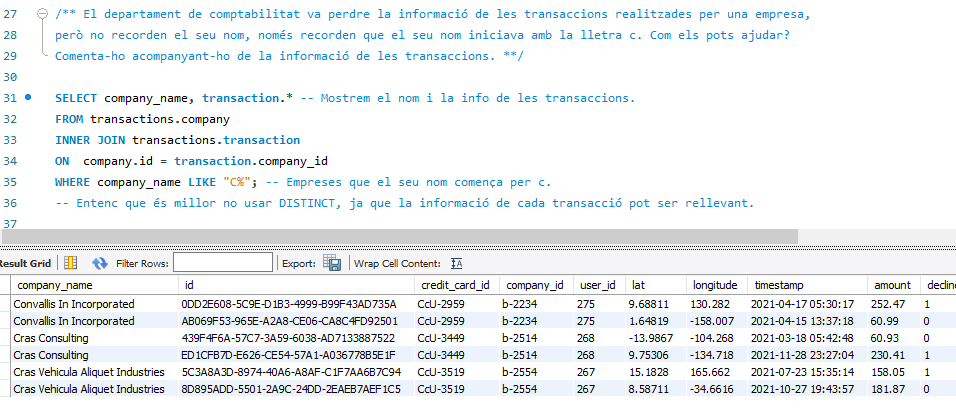 27 /** El departament de comptabilitat va perdre la informació de les transaccions realitzades per una empresa,
28 però no recorden el seu nom, només recorden que el seu nom iniciava amb la lletra c. Com els pots ajudar?
29 Comenta-ho acompanyant-ho de la informació de les transaccions. **/
30
31 SELECT company_name, transaction.* -- Mostrem el nom i la info de les transaccions.
32 FROM transactions.company
33 INNER JOIN transactions.transaction
34 ON company.id = transaction.company_id
35 WHERE company_name LIKE "C%"; -- Empreses que el seu nom comença per c.
36 -- Entenc que és millor no usar DISTINCT, ja que la informació de cada transacció pot ser rellevant.
37
Result Grid Filter Rows: Export: Wrap Cell Content:
company_name id credit_card_id company_id user_id lat longitude timestamp amount decline
Convallis In Incorporated 0DD2E608-5C9E-D1B3-4999-B99F43AD735A CcU-2959 b-2234 275 9.68811 130.282 2021-04-17 05:30:17 252.47 1
Convallis In Incorporated AB069F53-965E-A2A8-CE06-CA8C4FD92501 CcU-2959 b-2234 275 1.64819 -158.007 2021-04-15 13:37:18 60.99 0
Cras Consulting 439F4F6A-57C7-3A59-6038-AD7133887522 CcU-3449 b-2514 268 -13.9867 -104.268 2021-03-18 05:42:48 60.93 0
Cras Consulting ED1CFB7D-E626-CE54-57A1-A036778B5E1F CcU-3449 b-2514 268 9.75306 -134.718 2021-11-28 23:27:04 230.41 1
Cras Vehicula Aliquet Industries 5C3A8A3D-8974-40A6-A8AF-C1F7AA6B7C94 CcU-3519 b-2554 267 15.1828 165.662 2021-07-23 15:35:14 158.05 1
Cras Vehicula Aliquet Industries 8D895ADD-5501-2A9C-24DD-2EAEB7AEF1C5 CcU-3519 b-2554 267 8.58711 -34.6616 2021-10-27 19:43:57 181.87 0